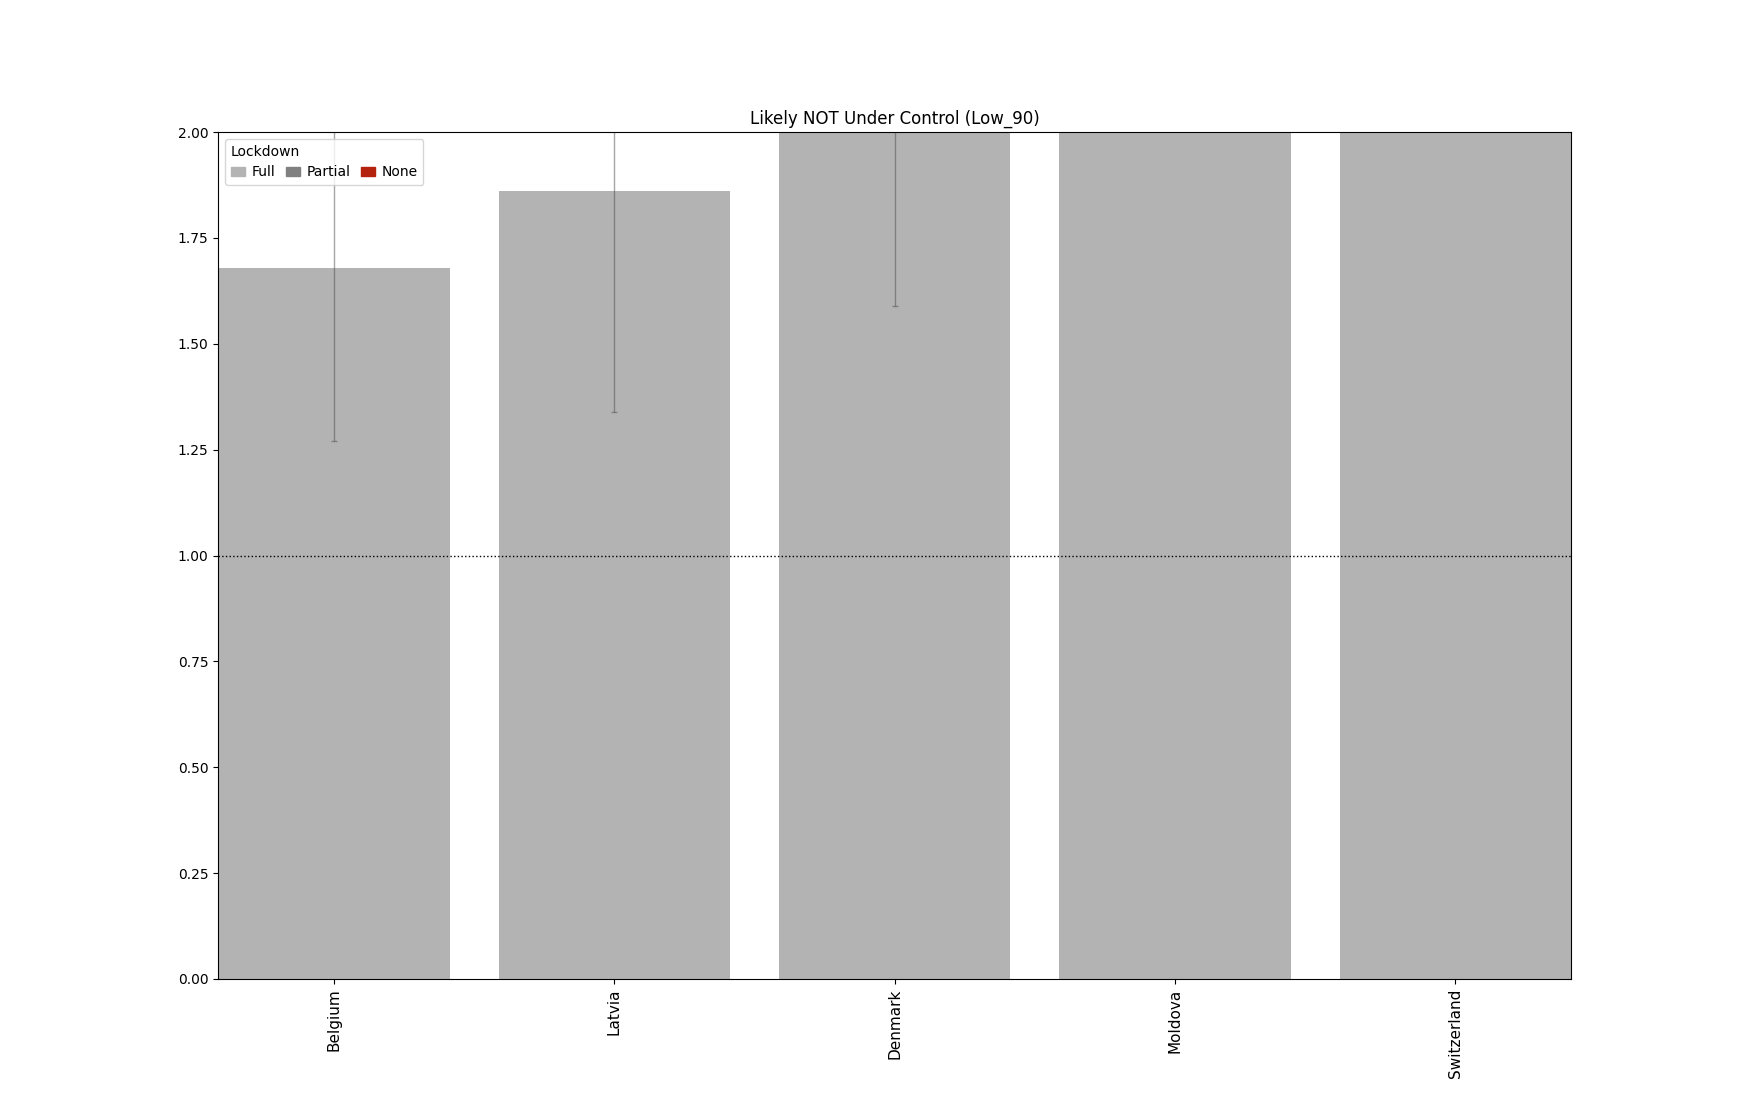 Likely NOT Under Control (Low_90)
2.00
1.75
1.50
1.25
1.00
0.75
0.50
0.25
0.00
Lockdown
Full Partial None
Belgium
Latvia
Denmark
Moldova
Switzerland